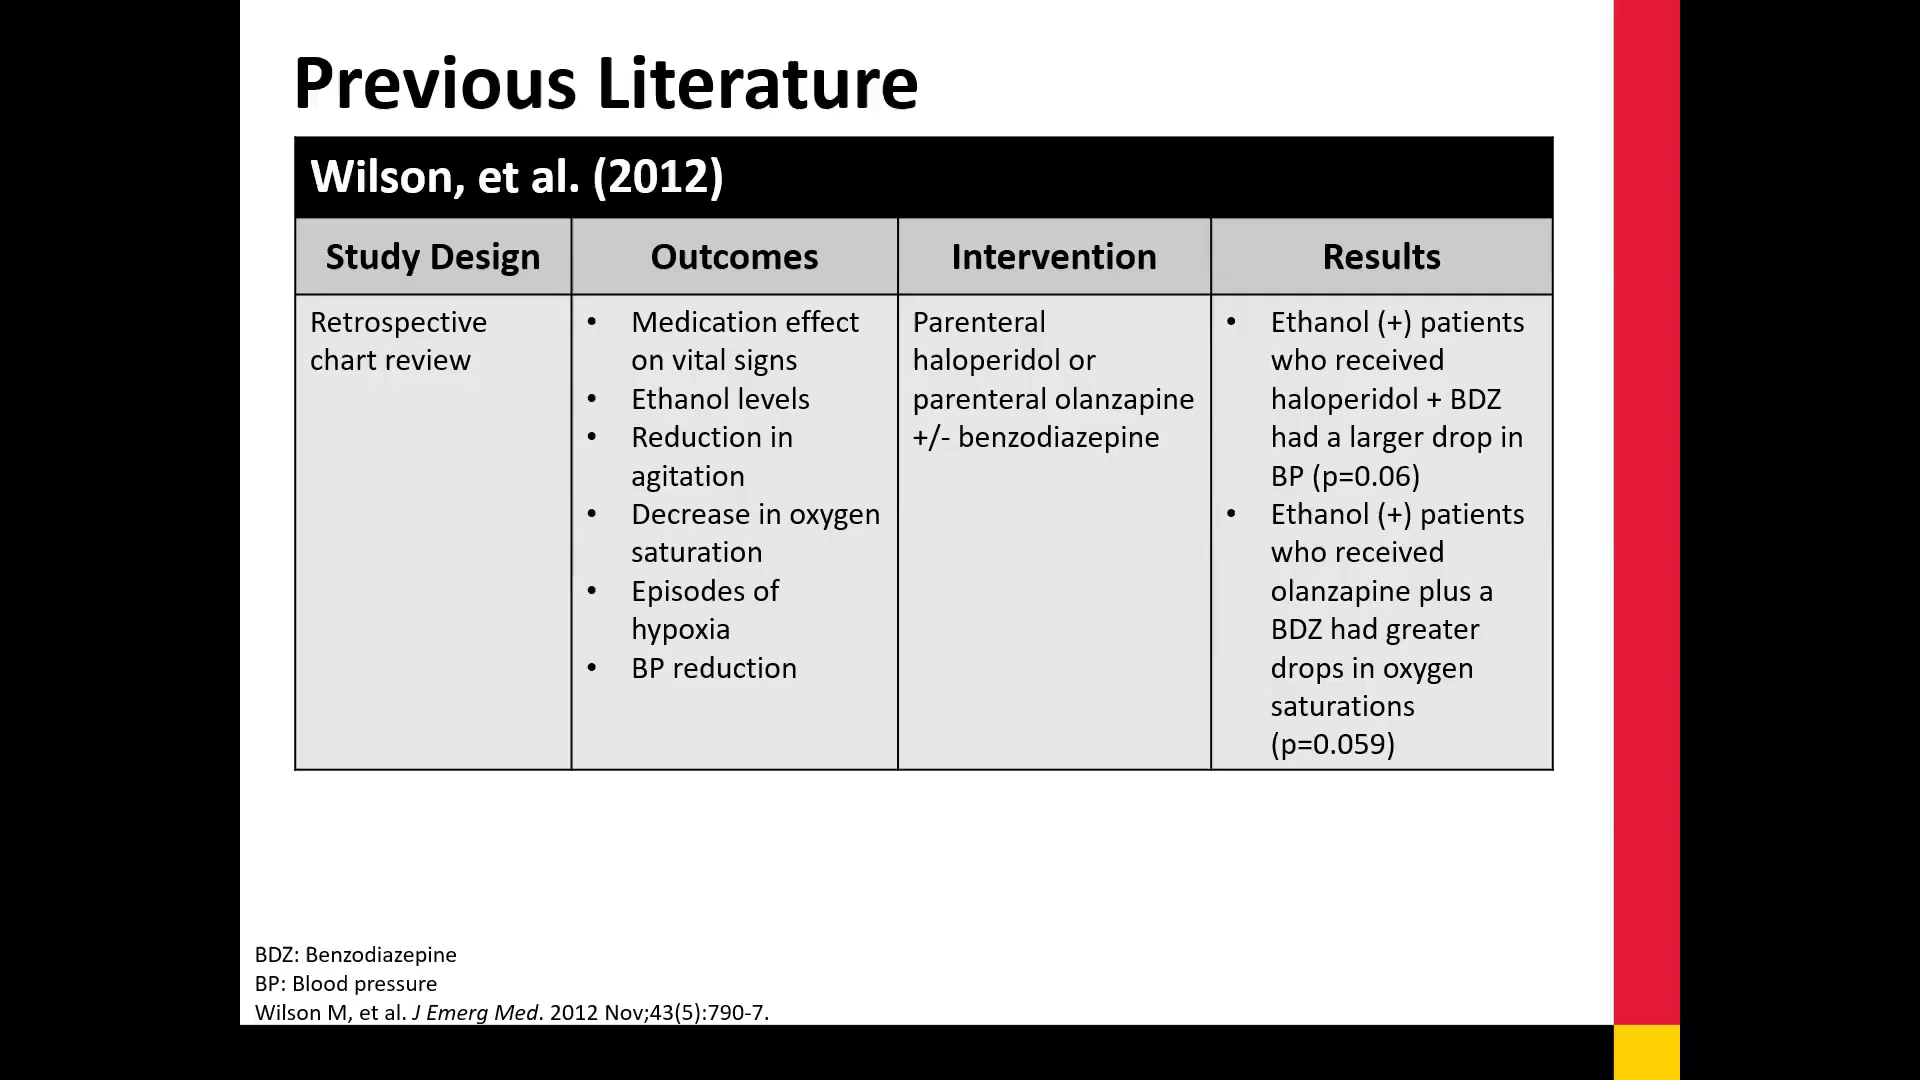 Previous Literature
Wilson, et al. (2012)
Study Design
Outcomes
Intervention
Results
Retrospective
chart review
• Medication effect
on vital signs
• Ethanol levels
• Reduction in
agitation
• Decrease in oxygen
saturation
• Episodes of
hypoxia
• BP reduction
Parenteral
haloperidol or
parenteral olanzapine
+/- benzodiazepine
• Ethanol (+) patients
who received
haloperidol + BDZ
had a larger drop in
BP (p=0.06)
• Ethanol (+) patients
who received
olanzapine plus a
BDZ had greater
drops in oxygen
saturations
(p=0.059)
BDZ: Benzodiazepine
BP: Blood pressure
Wilson M, et al. J Emerg Med. 2012 Nov;43(5):790-7.